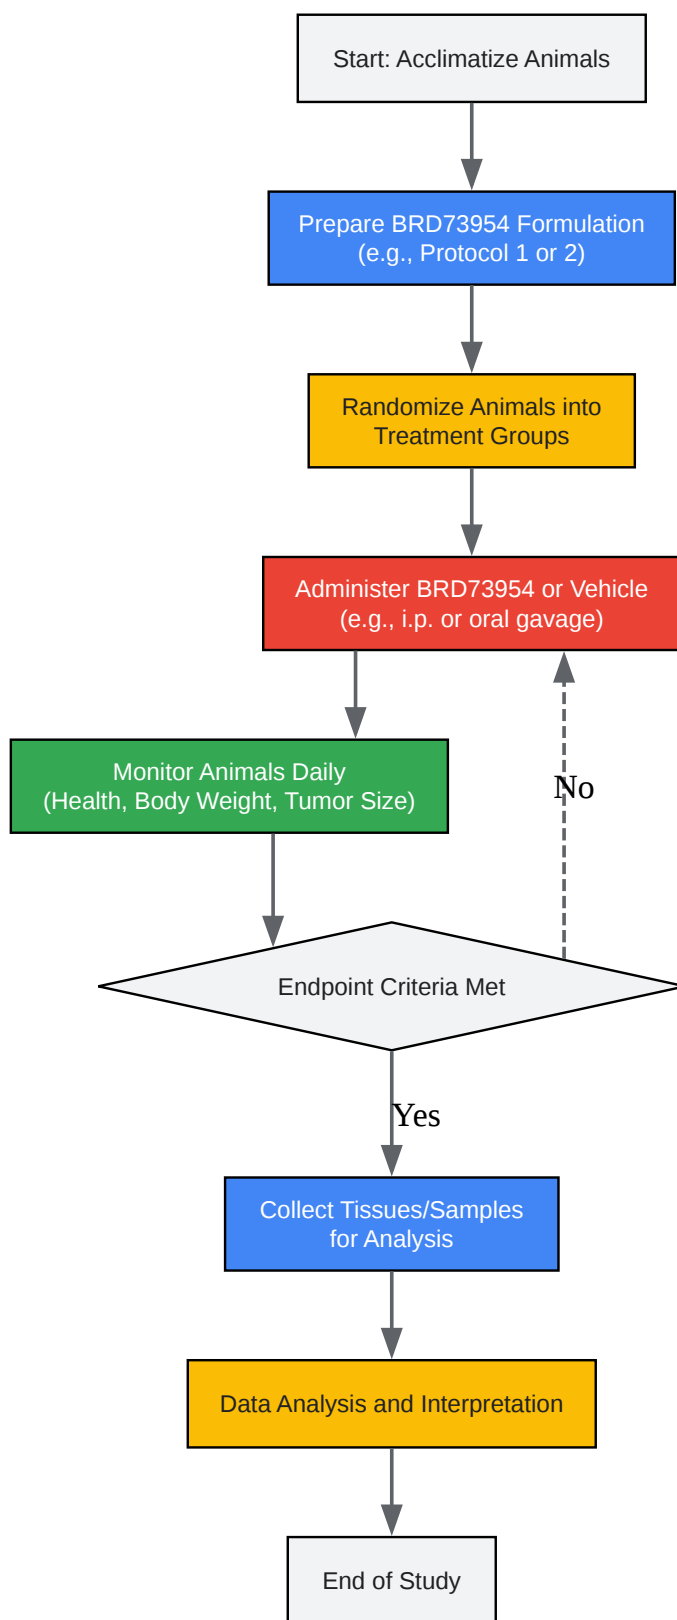 Start: Acclimatize Animals
Prepare BRD73954 Formulation
(e.g., Protocol 1 or 2)
Randomize Animals into
Treatment Groups
Administer BRD73954 or Vehicle
(e.g., i.p. or oral gavage)
Monitor Animals Daily
(Health, Body Weight, Tumor Size)
No
Endpoint Criteria Met
Yes
Collect Tissues/Samples
for Analysis
Data Analysis and Interpretation
End of Study